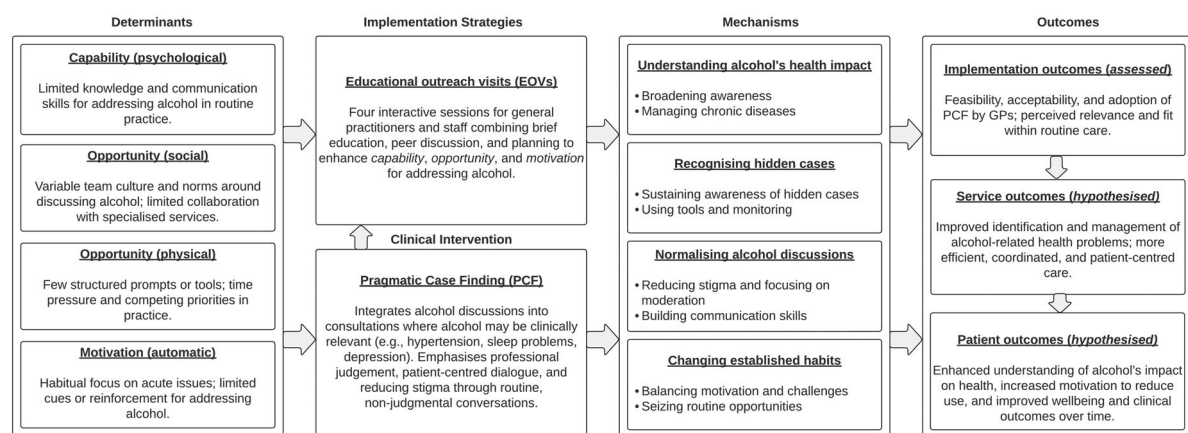 Determinants
Capability (psychological)
Limited knowledge and communication
skills for addressing alcohol in routine
practice.
Opportunity (social)
Variable team culture and norms around
discussing alcohol; limited collaboration
with specialised services.
Opportunity (physical)
Few structured prompts or tools; time
pressure and competing priorities in
practice.
Motivation (automatic)
Habitual focus on acute issues; limited
cues or reinforcement for addressing
alcohol.
Implementation Strategies
Educational outreach visits (EOVs)
Four interactive sessions for general
practitioners and staff combining brief
education, peer discussion, and planning to
enhance capability, opportunity, and motivation
for addressing alcohol.
Clinical Intervention
Pragmatic Case Finding (PCF)
Integrates alcohol discussions into
consultations where alcohol may be clinically
relevant (e.g., hypertension, sleep problems,
depression). Emphasises professional
judgement, patient-centred dialogue, and
reducing stigma through routine,
non-judgmental conversations.
Mechanisms
Understanding alcohol's health impact
• Broadening awareness
• Managing chronic diseases
Recognising hidden cases
• Sustaining awareness of hidden cases
• Using tools and monitoring
Normalising alcohol discussions
• Reducing stigma and focusing on
moderation
• Building communication skills
Changing established habits
• Balancing motivation and challenges
• Seizing routine opportunities
Outcomes
Implementation outcomes (assessed)
Feasibility, acceptability, and adoption of
PCF by GPs; perceived relevance and fit
within routine care.
Service outcomes (hypothesised)
Improved identification and management of
alcohol-related health problems; more
efficient, coordinated, and patient-centred
care.
Patient outcomes (hypothesised)
Enhanced understanding of alcohol's impact
on health, increased motivation to reduce
use, and improved wellbeing and clinical
outcomes over time.